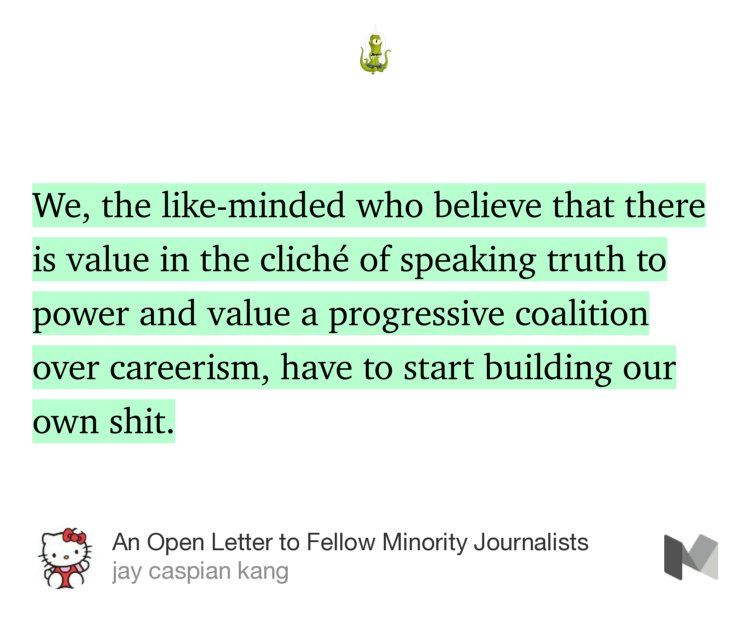 We, the like-minded who believe that there
is value in the cliché of speaking truth to
power and value a progressive coalition
over careerism, have to start building our
own shit.
An Open Letter to Fellow Minority Journalists
jay caspian kang